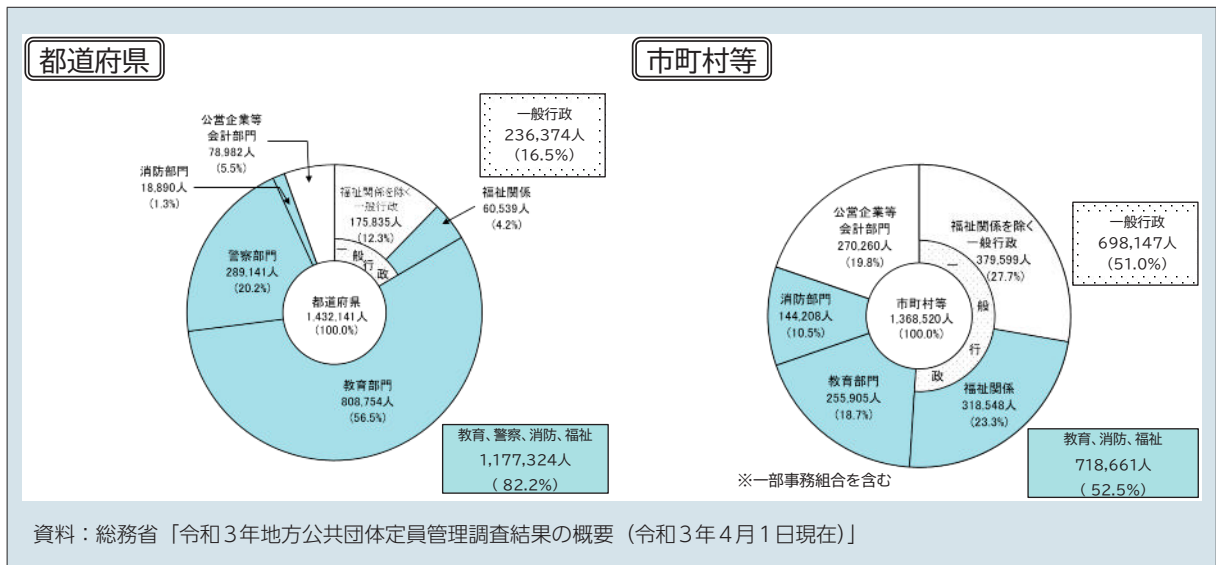 都道府県
公営企業等
会計部門
78,982人
(5.5%)
消防部門
18,890人
(1.3%)
警察部門
289,141人
(20.2%)
福祉関係を除く
一般行政
175,835人
(12.3%)
一般行政
福祉関係
60,539人
(4.2%)
一般行政
236,374人
(16.5%)
都道府県
1,432,141人
(100.0%)
教育部門
808,754人
(56.5%)
教育、警察、消防、福祉
1,177,324人
( 82.2%)
市町村等
公営企業等
会計部門
270,260人
(19.8%)
福祉関係を除く
一般行政
379,599人
(27.7%)
一般行政
一般行政
698,147人
(51.0%)
消防部門
144,208人
(10.5%)
市町村等
1,368,520人
(100.0%)
教育部門
255,905人
(18.7%)
福祉関係
318,548人
(23.3%)
教育、消防、福祉
718,661人
( 52.5%)
※一部事務組合を含む
資料：総務省「令和3年地方公共団体定員管理調査結果の概要（令和3年4月1日現在）」